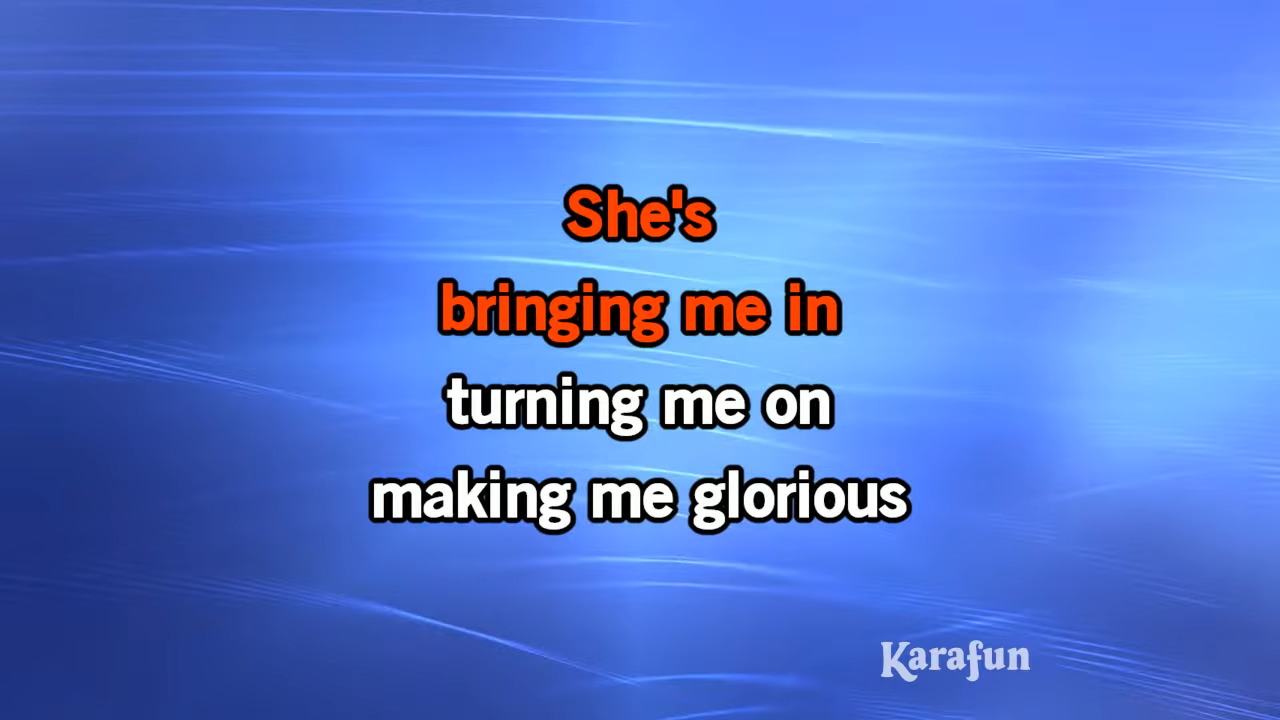 She's
bringing me in
turning me on
making me glorious
Karafun